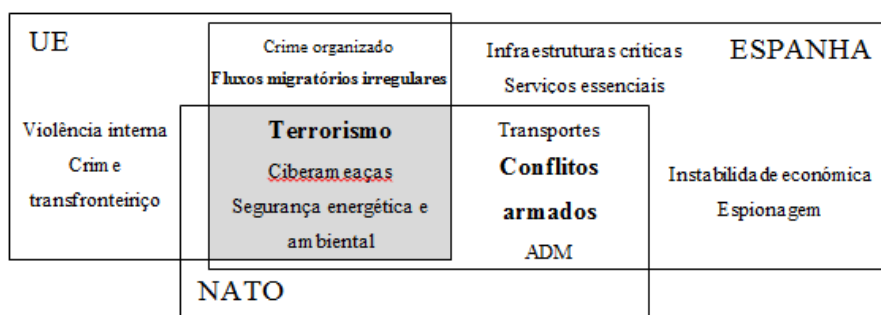 UE
Crime organizado
Fluxos migratórios irregulares
Infraestruturas críticas
Serviços essenciais
ESPANHA
Violência interna
Crime
transfronteiriço
Terrorismo
Ciberameaças
Segurança energética e
ambiental
Transportes
Conflitos
armados
ADM
Instabilidade económica
Espionagem
NATO